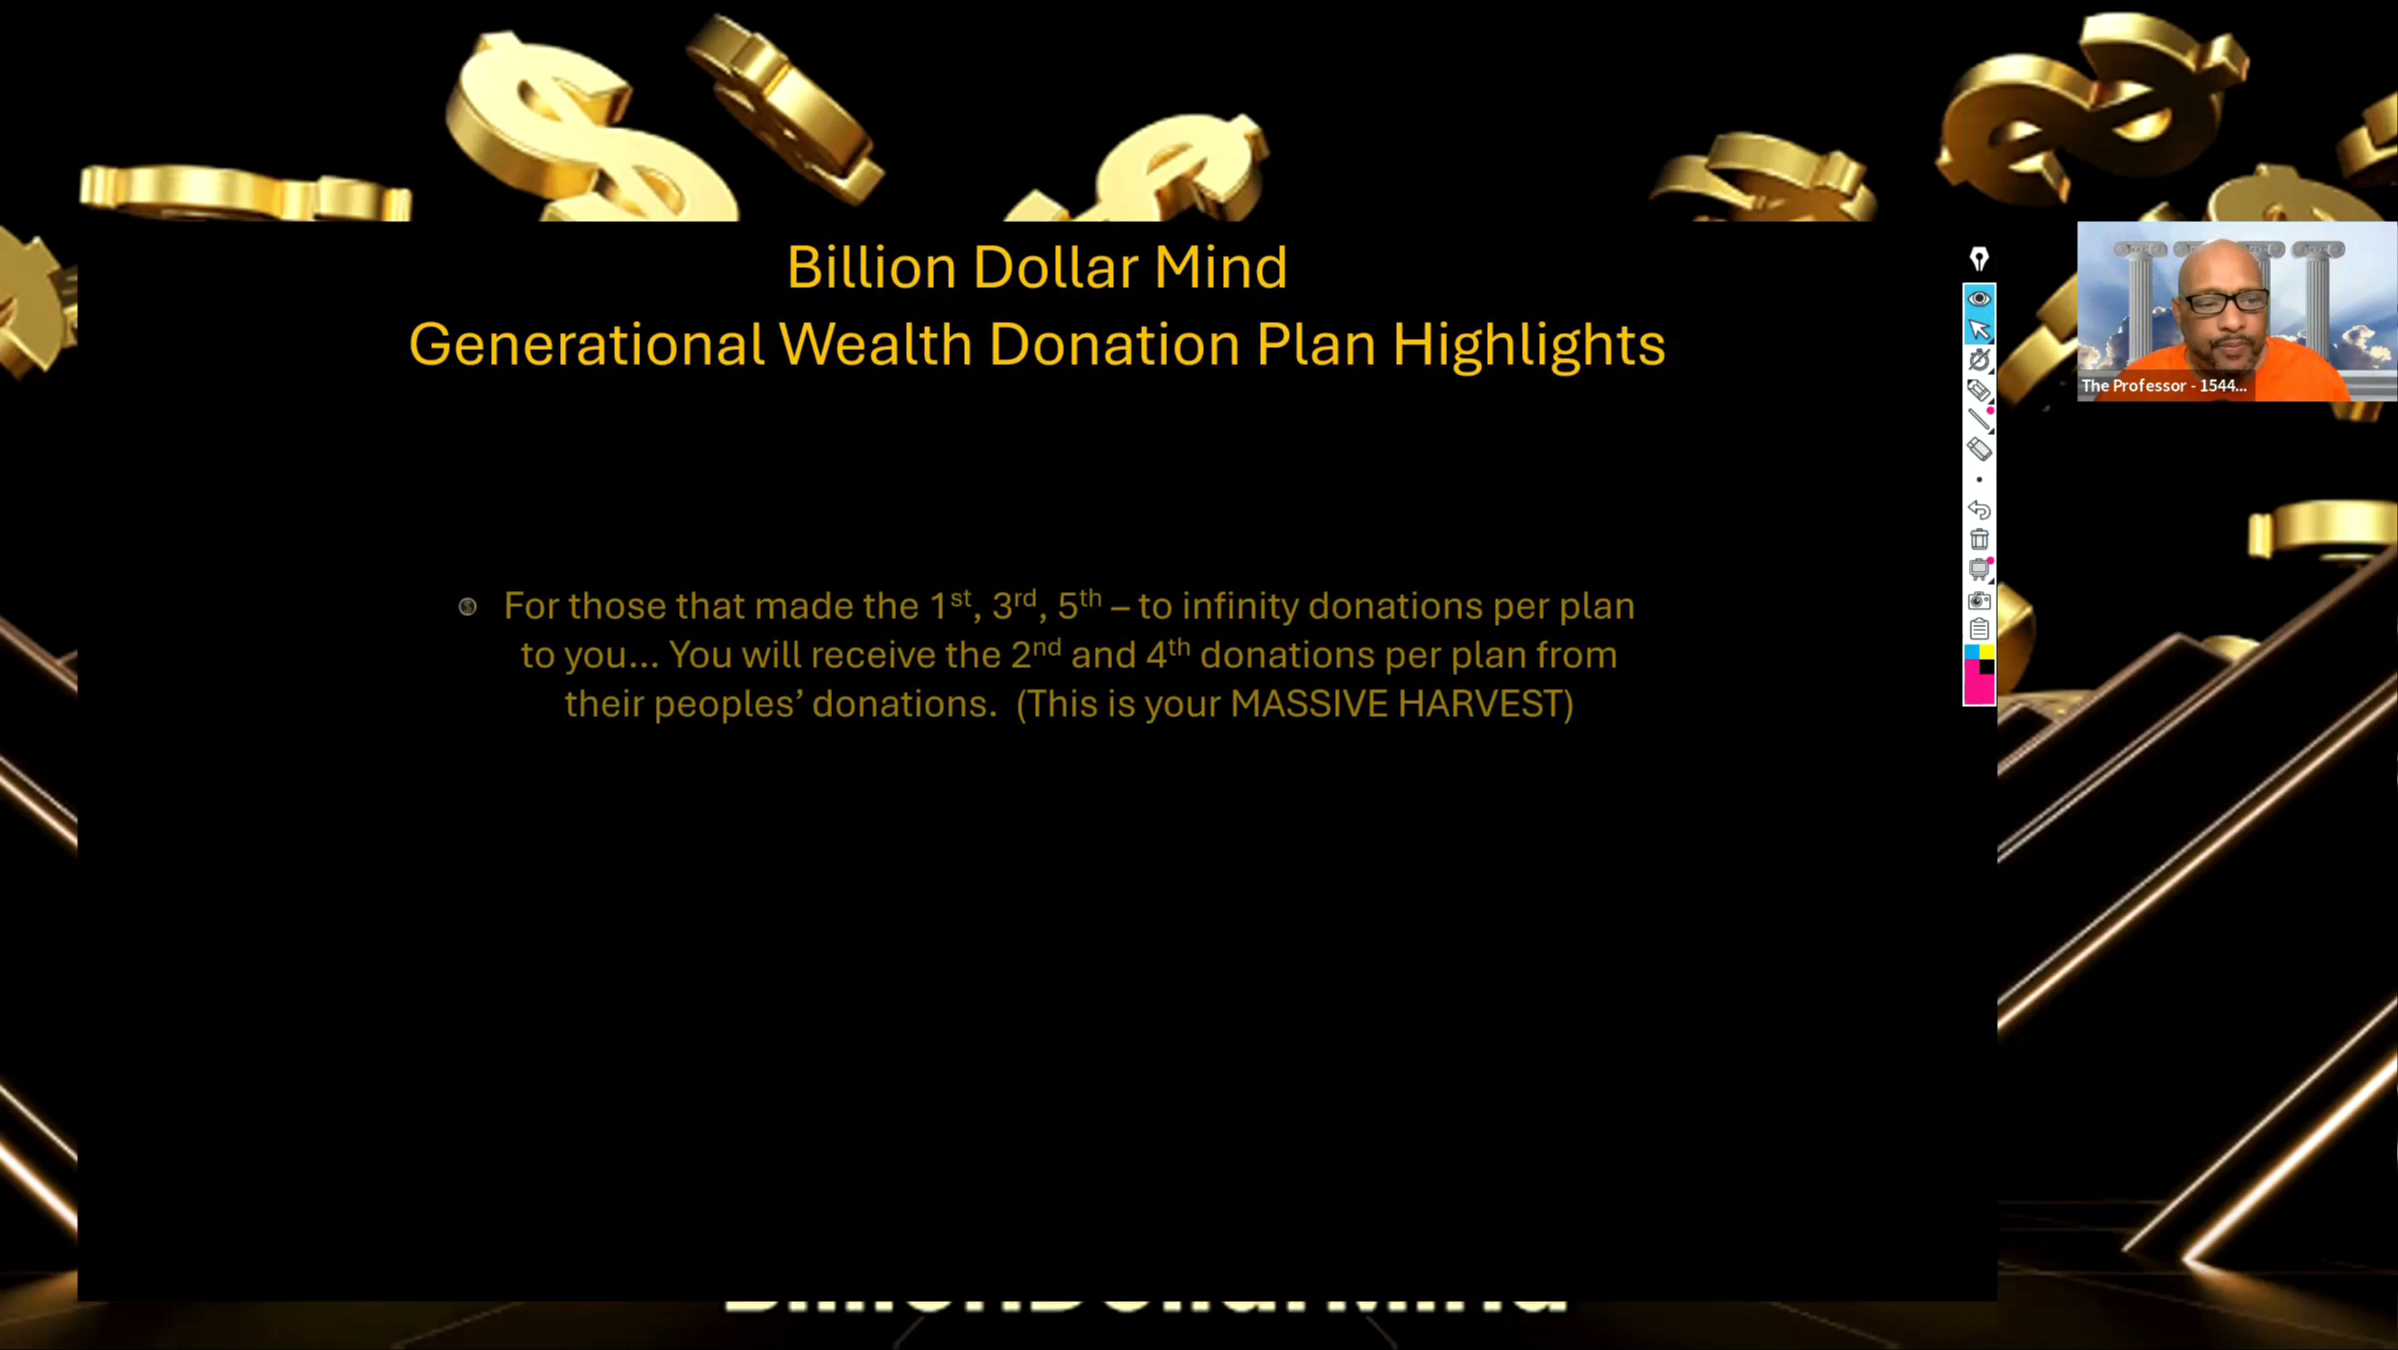 Billion Dollar Mind
Generational Wealth Donation Plan Highlights
The Professor - 1544...
For those that made the 1st, 3rd, 5th – to infinity donations per plan
to you... You will receive the 2nd and 4th donations per plan from
their peoples’ donations.  (This is your MASSIVE HARVEST)
BillionDollarMind